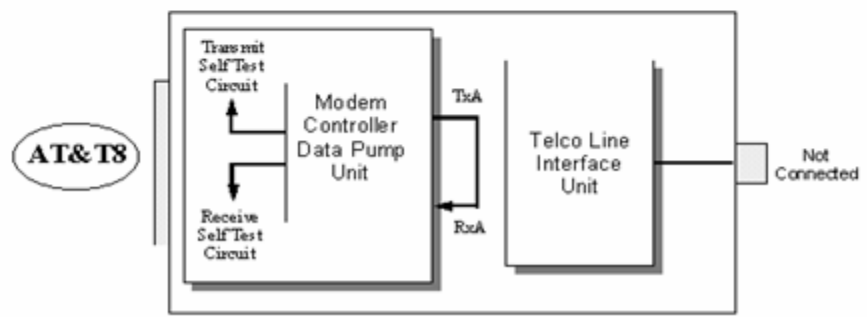 AT&T8
Transmit
Self Test
Circuit
Receive
Self Test
Circuit
Modem
Controller
Data Pump
Unit
TxA
RxA
Telco Line
Interface
Unit
Not
Connected